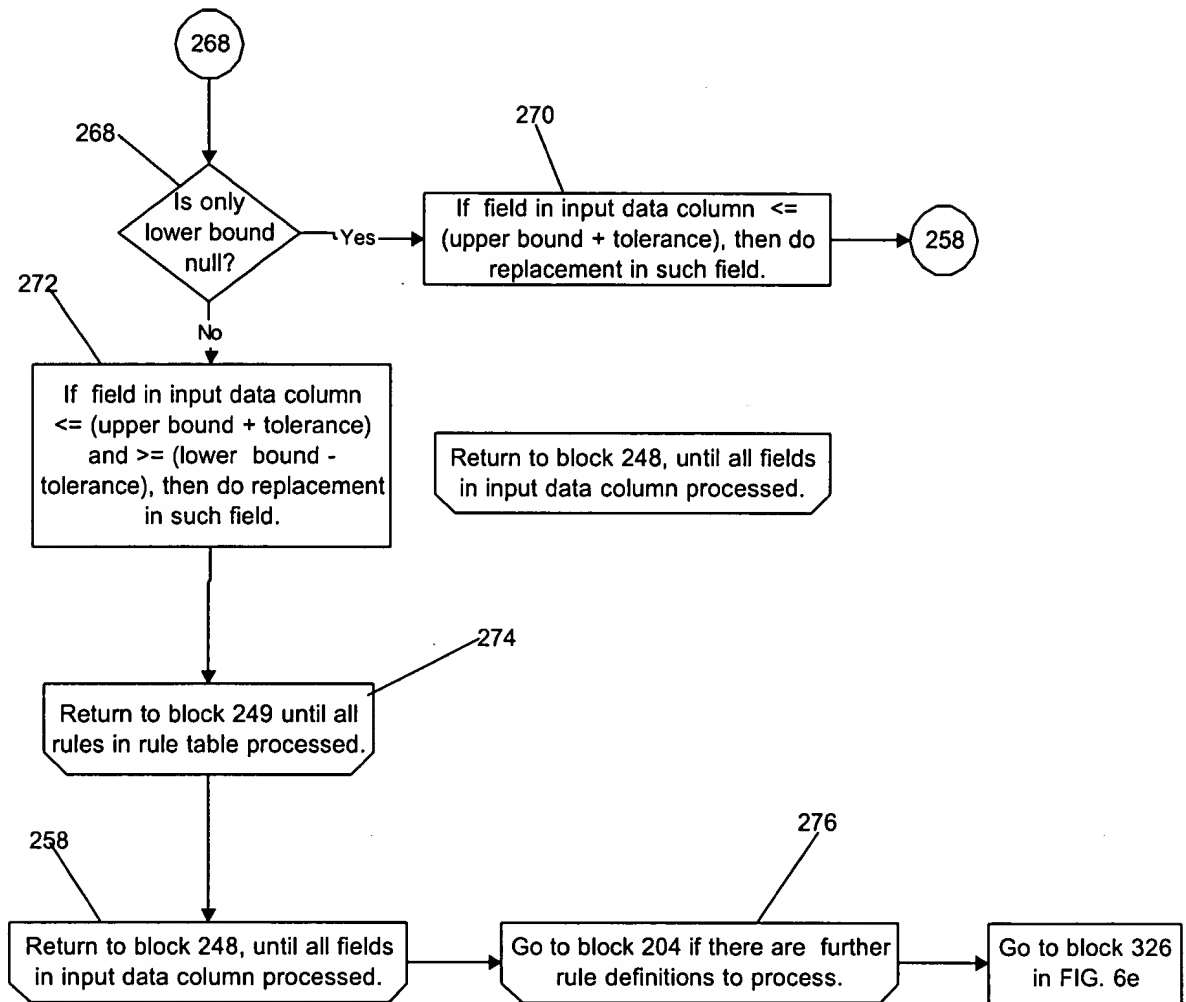 268
268
Is only
lower bound
null?
Yes
270
If field in input data column <=
(upper bound + tolerance), then do
replacement in such field.
258
272
No
If field in input data column
<= (upper bound + tolerance)
and >= (lower bound -
tolerance), then do replacement
in such field.
Return to block 248, until all fields
in input data column processed.
274
Return to block 249 until all
rules in rule table processed.
258
Return to block 248, until all fields
in input data column processed.
276
Go to block 204 if there are further
rule definitions to process.
Go to block 326
in FIG. 6e